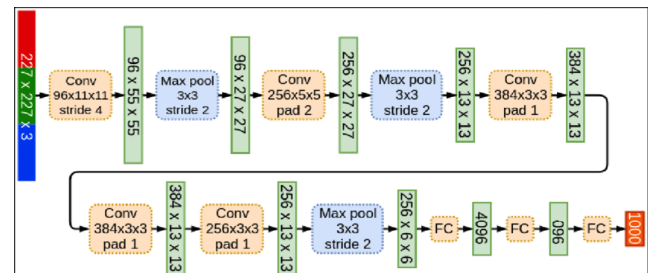 227 x 227 x 3
Conv
96x11x11
stride 4
96 x 55 x 55
Max pool
3x3
stride 2
96 x 27 x 27
Conv
256x5x5
pad 2
256 x 27 x 27
Max pool
3x3
stride 2
256 x 13 x 13
Conv
384x3x3
pad 1
384 x 13 x 13
Conv
384x3x3
pad 1
384 x 13 x 13
Conv
256x3x3
pad 1
256 x 13 x 13
Max pool
3x3
stride 2
256 x 6 x 6
FC
4096
FC
096
FC
1000